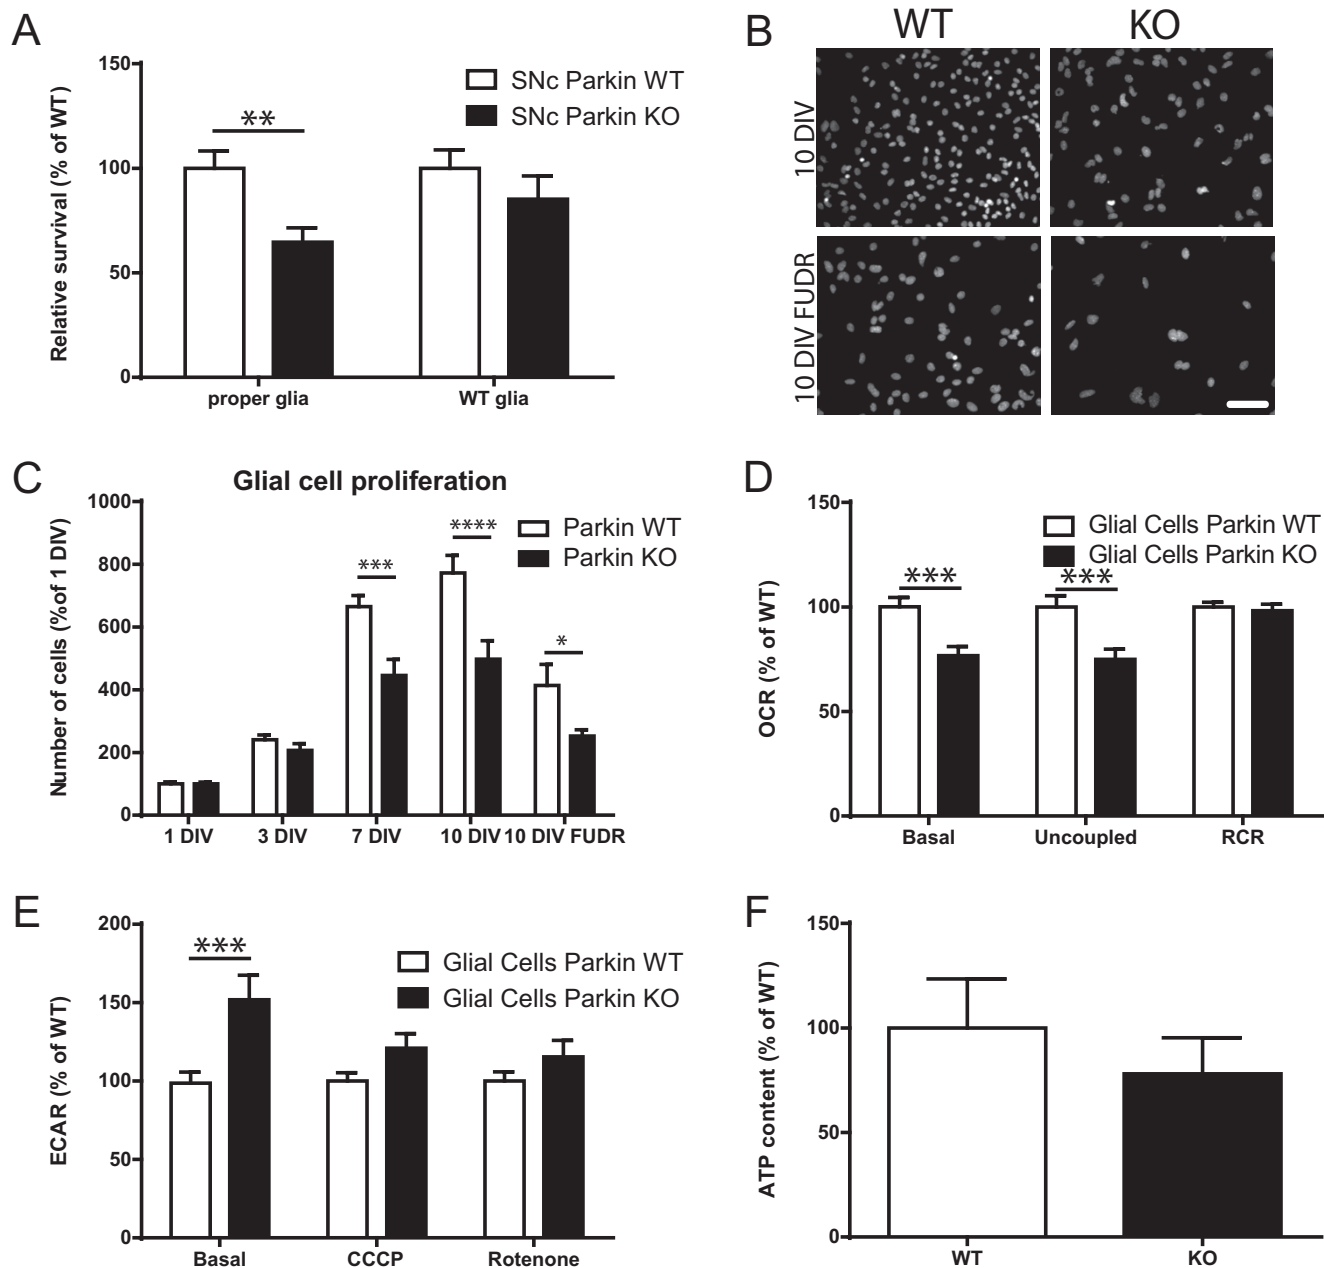 A
Relative survival (% of WT)
150
100
50
0
**
SNc Parkin WT
SNc Parkin KO
proper glia
WT glia
B
WT
KO
10 DIV
10 DIV FUDR
C
Glial cell proliferation
Number of cells (%of 1 DIV)
1000
800
600
400
200
0
***
****
*
Parkin WT
Parkin KO
1 DIV
3 DIV
7 DIV
10 DIV
10 DIV FUDR
D
OCR (% of WT)
150
100
50
0
Glial Cells Parkin WT
Glial Cells Parkin KO
***
***
Basal
Uncoupled
RCR
E
ECAR (% of WT)
200
150
100
50
0
***
Glial Cells Parkin WT
Glial Cells Parkin KO
Basal
CCCP
Rotenone
F
ATP content (% of WT)
150
100
50
0
WT
KO